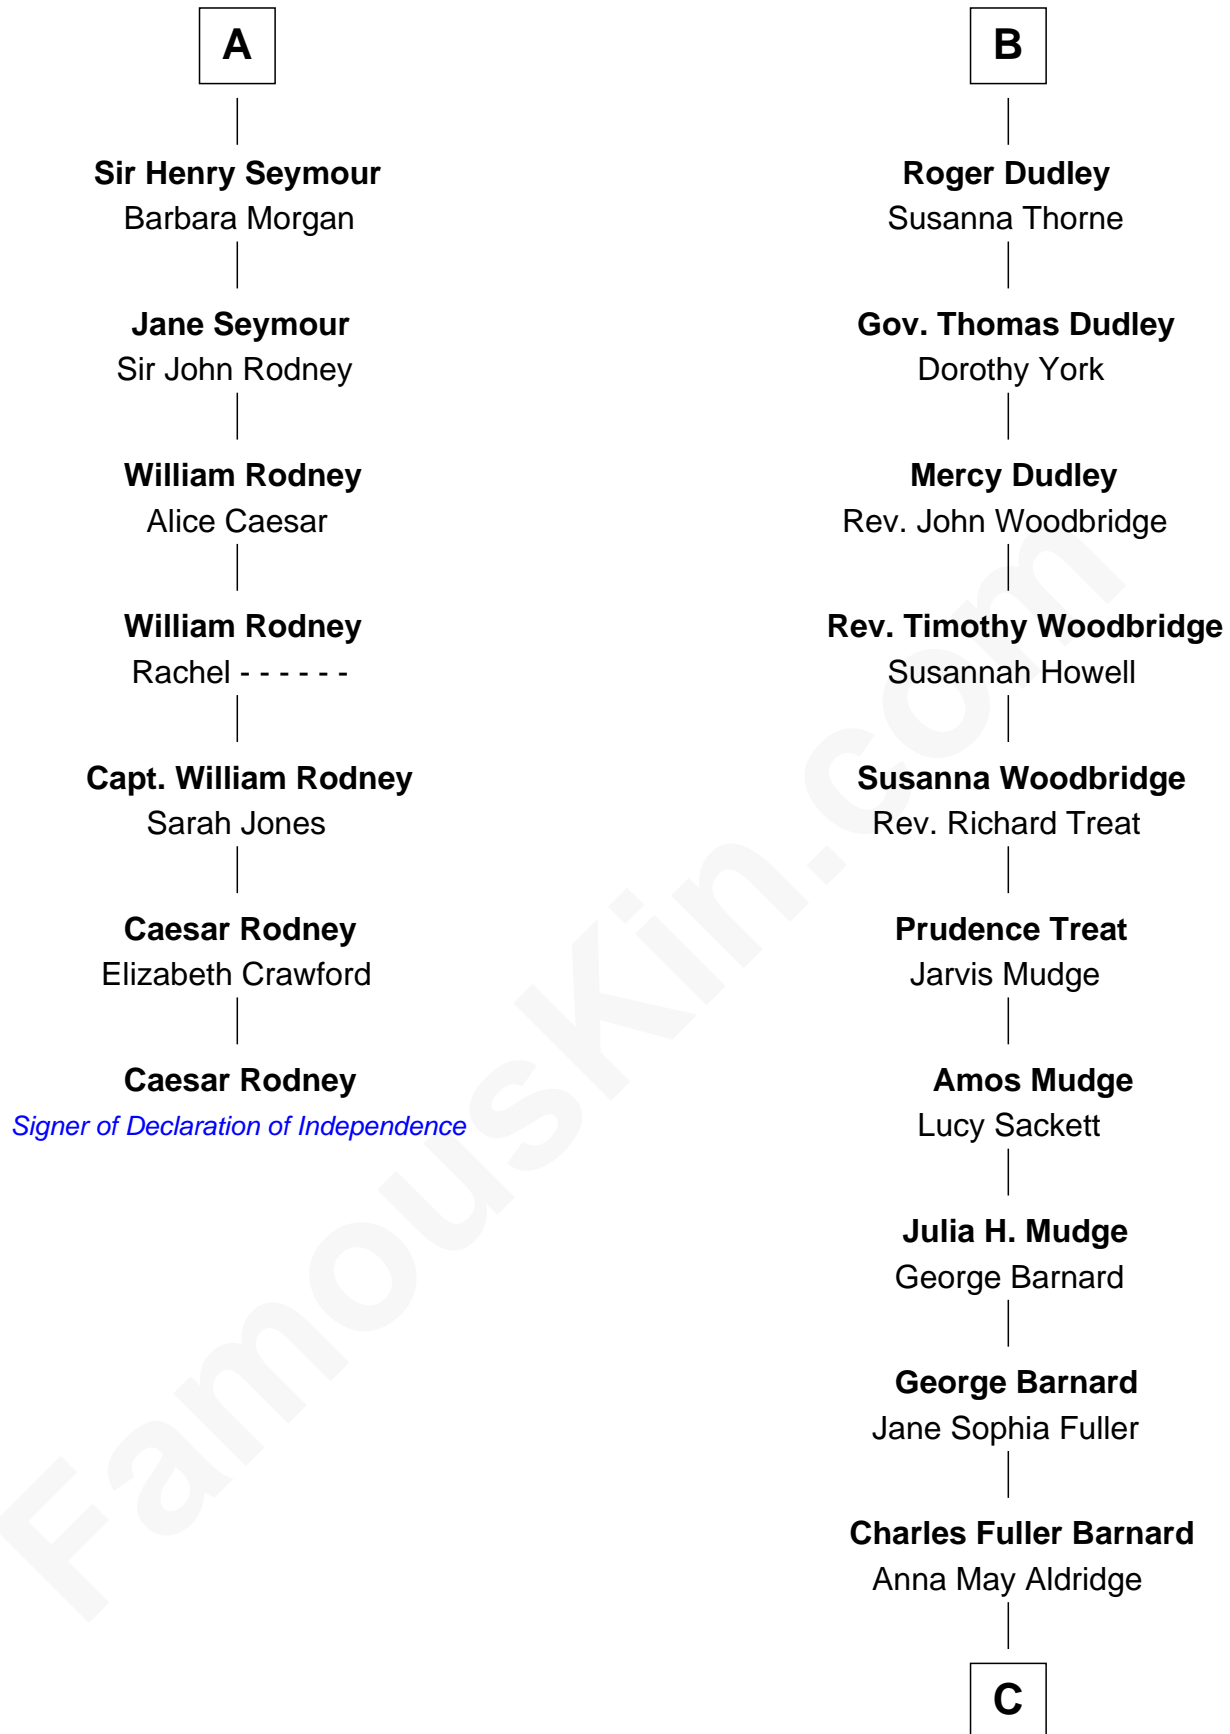 A
Sir Henry Seymour
Barbara Morgan
Jane Seymour
Sir John Rodney
William Rodney
Alice Caesar
William Rodney
Rachel - - - - - -
Capt. William Rodney
Sarah Jones
Caesar Rodney
Elizabeth Crawford
Caesar Rodney
Signer of Declaration of Independence
B
Roger Dudley
Susanna Thorne
Gov. Thomas Dudley
Dorothy York
Mercy Dudley
Rev. John Woodbridge
Rev. Timothy Woodbridge
Susannah Howell
Susanna Woodbridge
Rev. Richard Treat
Prudence Treat
Jarvis Mudge
Amos Mudge
Lucy Sackett
Julia H. Mudge
George Barnard
George Barnard
Jane Sophia Fuller
Charles Fuller Barnard
Anna May Aldridge
C
FamousKin.com